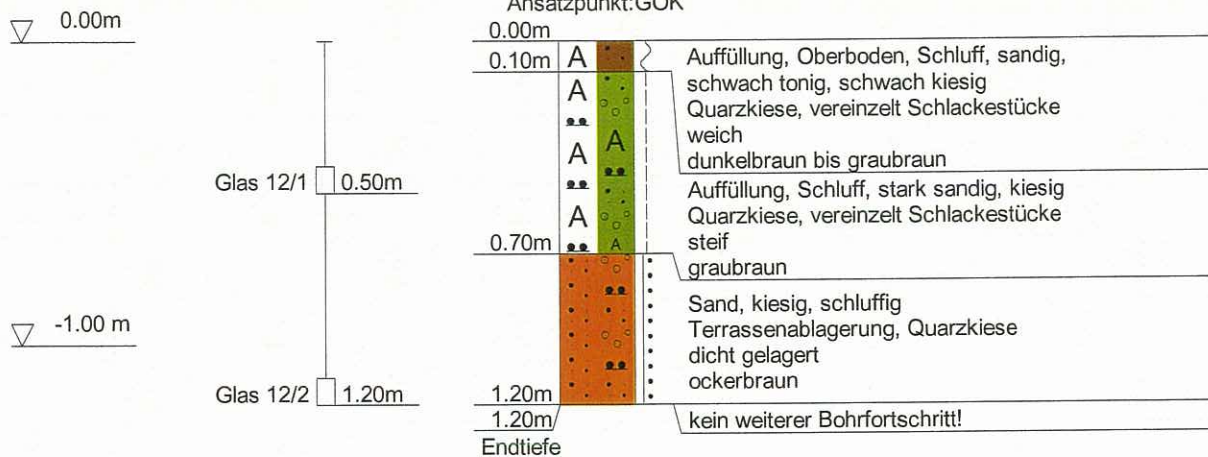 Ansatzpunkt:GOK
0.00m
0.00m
0.10m
A
Auffüllung, Oberboden, Schluff, sandig,
schwach tonig, schwach kiesig
Quarzkiese, vereinzelt Schlackestücke
weich
dunkelbraun bis graubraun
A
A
A
Glas 12/1
0.50m
Auffüllung, Schluff, stark sandig, kiesig
Quarzkiese, vereinzelt Schlackestücke
steif
graubraun
A
A
0.70m
Sand, kiesig, schluffig
Terrassenablagerung, Quarzkiese
dicht gelagert
ockerbraun
-1.00 m
Glas 12/2
1.20m
1.20m
1.20m
kein weiterer Bohrfortschritt!
Endtiefe